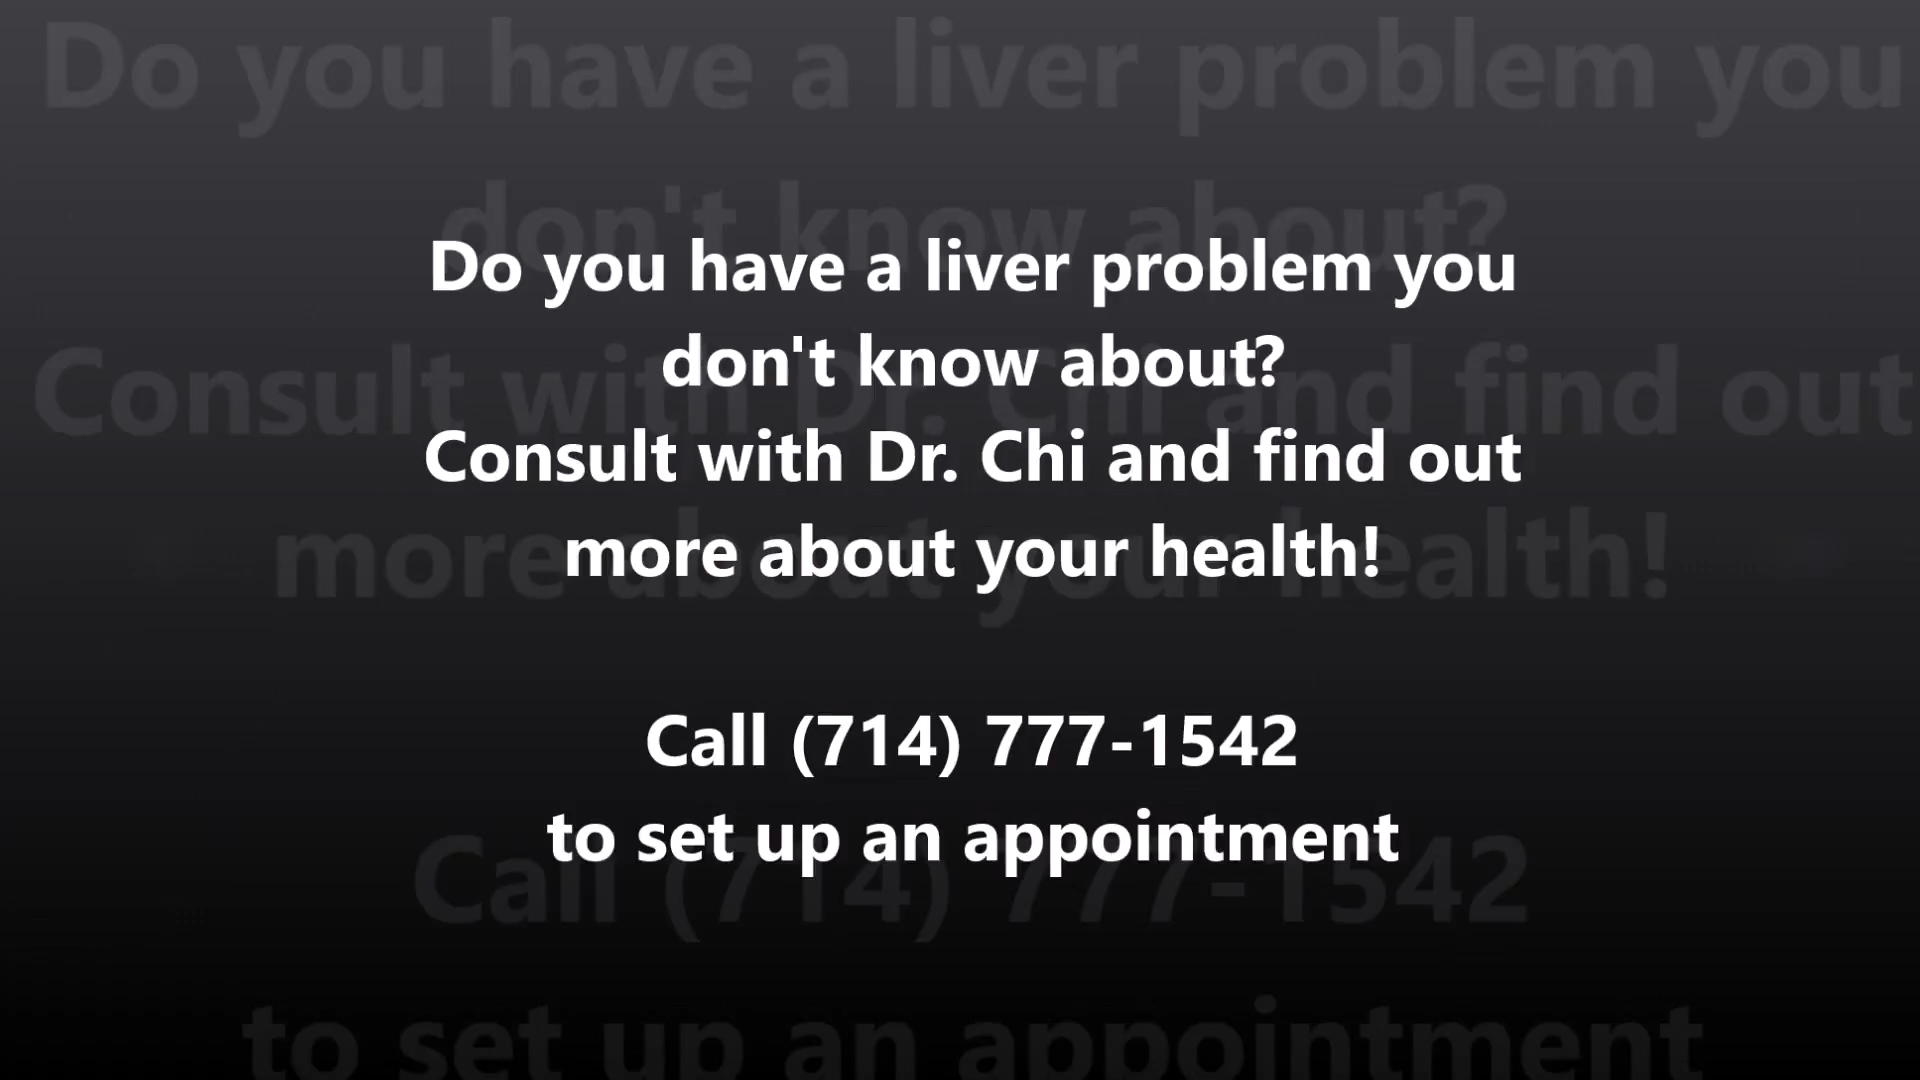 Do you have a liver problem you
don't know about?
Consult with Dr. Chi and find out
more about your health!
Call (714) 777-1542
to set up an appointment